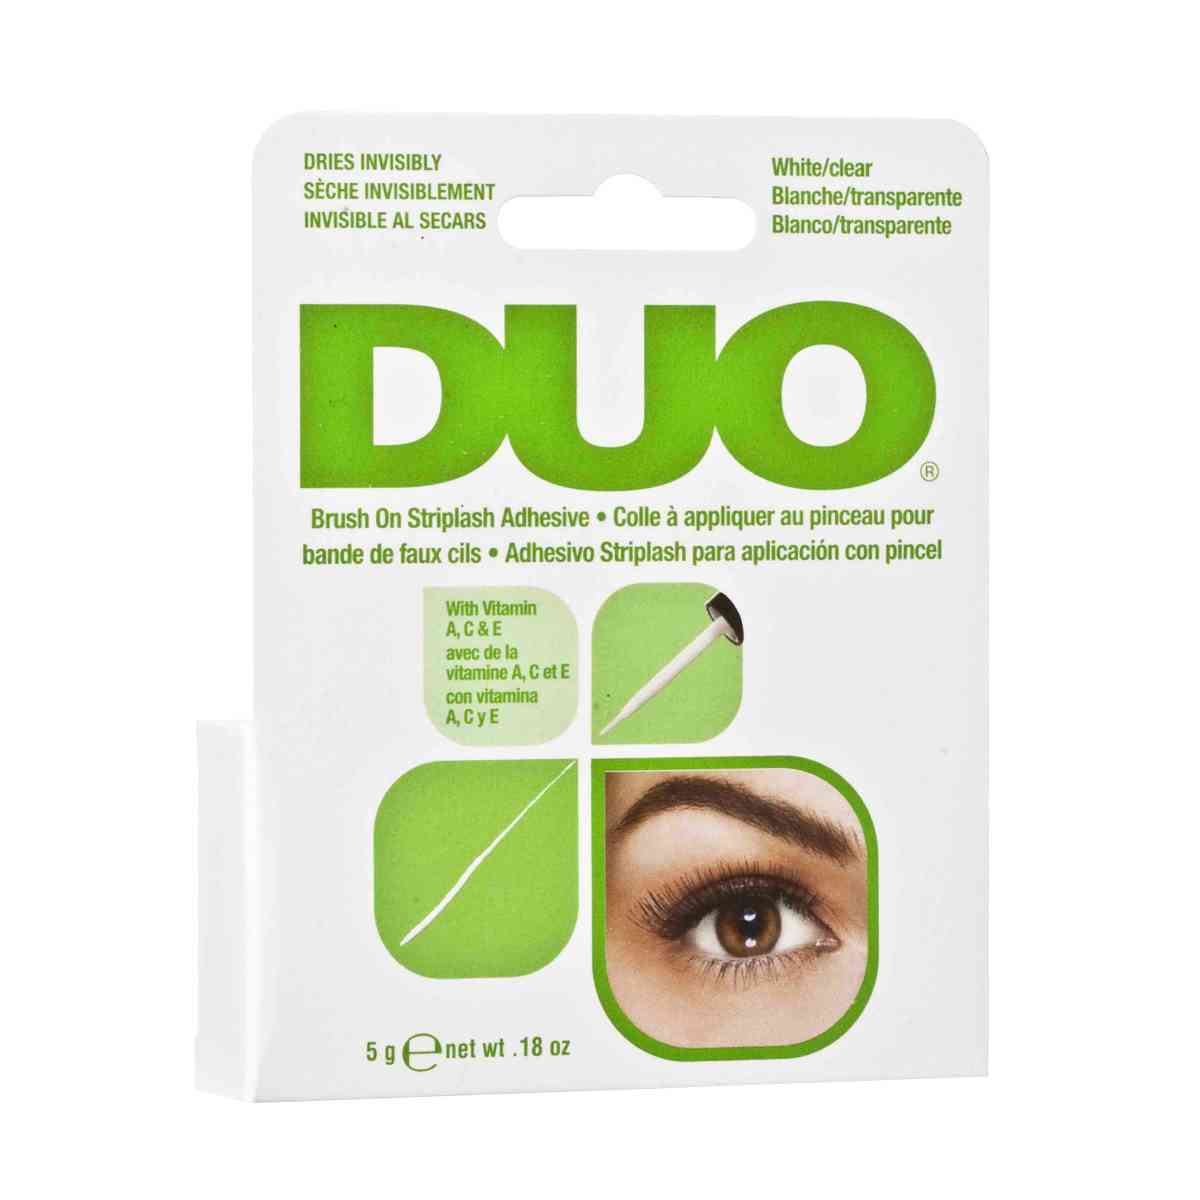 DRIES INVISIBLY
SÈCHE INVISIBLEMENT
INVISIBLE AL SECARS
White/clear
Blanche/transparente
Blanco/transparente
DUO®
Brush On Striplash Adhesive • Colle à appliquer au pinceau pour
bande de faux cils • Adhesivo Striplash para aplicación con pincel
With Vitamin
A, C & E
avec de la
vitamine A, C et E
con vitamina
A, C y E
5 g ℮ net wt .18 oz